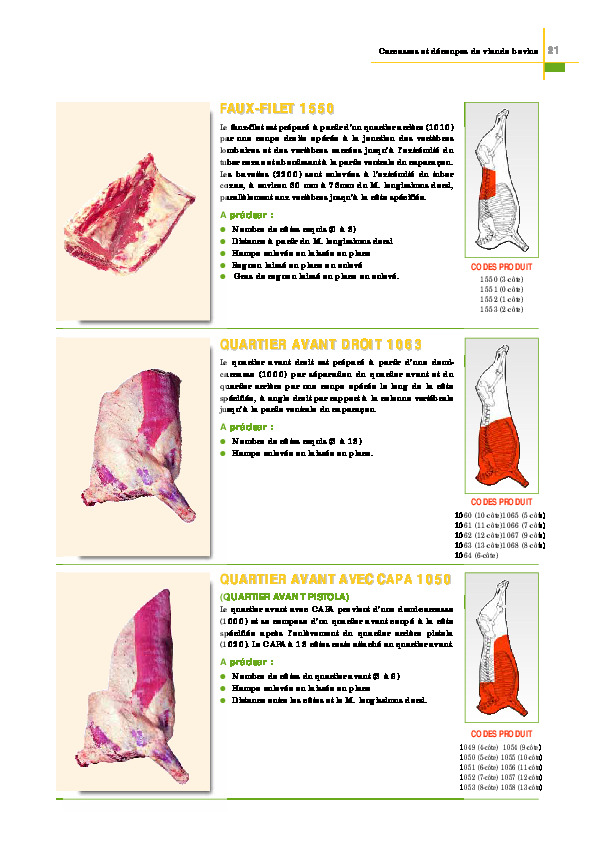 Carcasses et découpes de viande bovine 21
FAUX-FILET 1550
Le faux-filet est préparé à partir d'un quartier arrière (1010)
par une coupe droite opérée à la jonction des vertèbres
lombaires et des vertèbres sacrées jusqu'à l'extrémité du
tuber coxae et aboutissant à la partie ventrale du caparaçon.
Les bavettes (2200) sont enlevées à l'extrémité du tuber
coxae, à environ mm à 75mm du M. longissimus dorsi,
parallèlement aux vertèbres jusqu'à la côte spécifiée.
A préciser :
Nombre de côtes requis (0 à 3)
Distance à partir du M. longissimus dorsi
Hampe enlevée ou laissée en place
Rognon laissé en place ou enlevé
Gras de rognon laissé en place ou enlevé.
CODES PRODUIT
1550 (3-côte)
1551 (0-côte)
1552 (1-côte)
1553 (2-côte)
QUARTIER AVANT DROIT 1063
Le quartier avant droit est préparé à partir d'une demi-
carcasse (1000) par séparation du quartier avant et du
quartier arrière par une coupe opérée le long de la côte
spécifiée, à angle droit par rapport à la colonne vertébrale
jusqu'à la partie ventrale du caparaçon.
A préciser :
Nombre de côtes requis (5 à 13)
Hampe enlevée ou laissée en place.
CODES PRODUIT
1060 (10-côte)1065 (5-côte)
1061 (11-côte)1066 (7-côte)
1062 (12-côte)1067 (9-côte)
1063 (13-côte)1068 (8-côte)
1064 (6-côte)
QUARTIER AVANT AVEC CAPA 1050
(QUARTIER AVANT PISTOLA)
Le quartier avant avec CAPA provient d'une demi-carcasse
(1000) et se compose d'un quartier avant coupé à la côte
spécifiée après l'enlèvement du quartier arrière pistola
(1020). Le CAPA à 13 côtes reste attaché au quartier avant
A préciser :
Nombre de côtes du quartier avant
Hampe enlevée ou laissée en place
Distance entre les côtes et le M. longissimus dorsi.
CODES PRODUIT
1049 (4-côte) 1054 (9-côte)
1050 (5-côte) 1055 (10-côte)
1051 (6-côte) 1056 (11-côte)
1052 (7-côte) 1057 (12-côte)
1053 (8-côte) 1058 (13-côte)